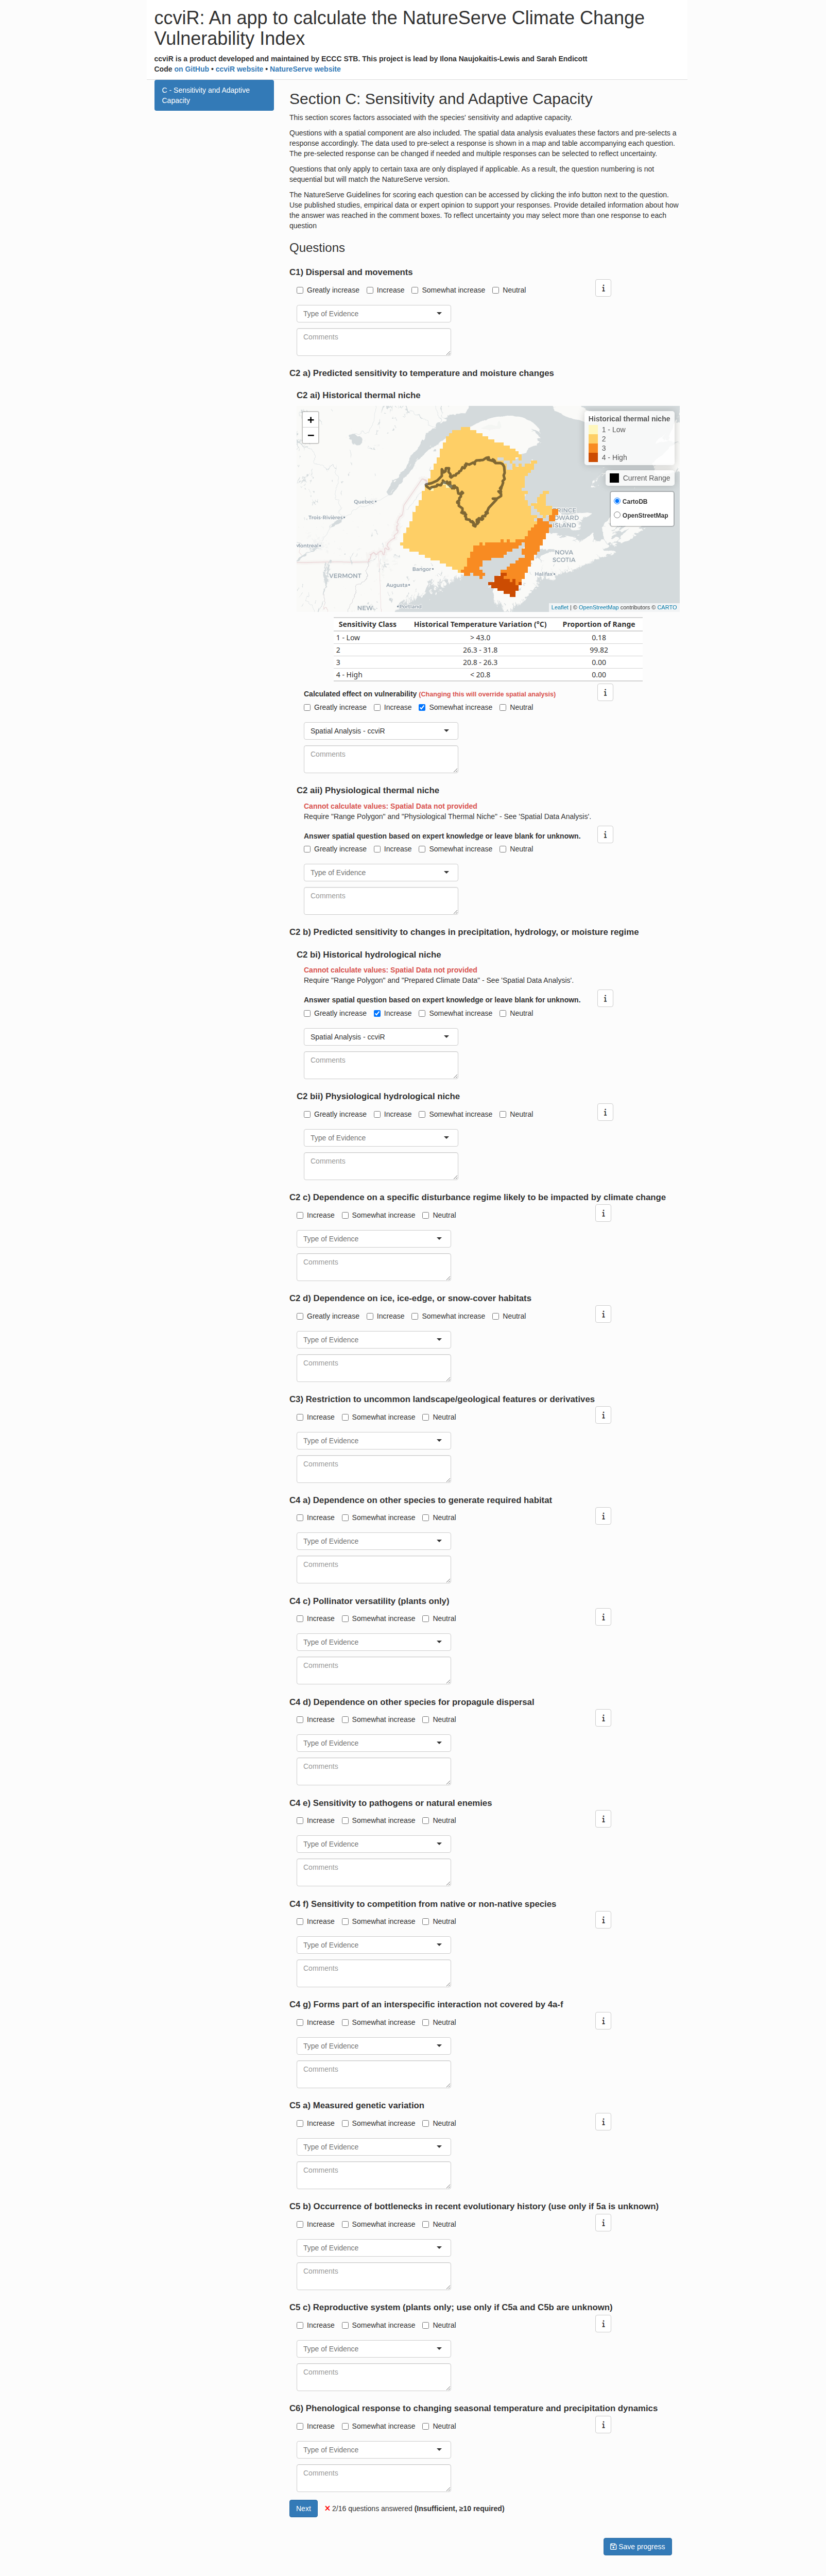 ccviR: An app to calculate the NatureServe Climate Change
Vulnerability Index
ccviR is a product developed and maintained by ECCC STB. This project is lead by Ilona Naujokaitis-Lewis and Sarah Endicott
Code on GitHub • ccviR website • NatureServe website
C - Sensitivity and Adaptive
Capacity
Section C: Sensitivity and Adaptive Capacity
This section scores factors associated with the species' sensitivity and adaptive capacity.
Questions with a spatial component are also included. The spatial data analysis evaluates these factors and pre-selects a
response accordingly. The data used to pre-select a response is shown in a map and table accompanying each question.
The pre-selected response can be changed if needed and multiple responses can be selected to reflect uncertainty.
Questions that only apply to certain taxa are only displayed if applicable. As a result, the question numbering is not
sequential but will match the NatureServe version.
The NatureServe Guidelines for scoring each question can be accessed by clicking the info button next to the question.
Use published studies, empirical data or expert opinion to support your responses. Provide detailed information about how
the answer was reached in the comment boxes. To reflect uncertainty you may select more than one response to each
question
Questions
C1) Dispersal and movements
Greatly increase Increase Somewhat increase Neutral
i
Type of Evidence
Comments
C2 a) Predicted sensitivity to temperature and moisture changes
C2 ai) Historical thermal niche
+
−
Historical thermal niche
1 - Low
2
3
4 - High
Current Range
CartoDB
OpenStreetMap
Quebec
Trois-Rivières
Montreal
VERMONT
Bangor
Augusta
Portland
NEW
PRINCE
EDWARD
ISLAND
NOVA
SCOTIA
Halifax
Leaflet | © OpenStreetMap contributors © CARTO
Sensitivity Class Historical Temperature Variation (°C) Proportion of Range
1 - Low > 43.0 0.18
2 26.3 - 31.8 99.82
3 20.8 - 26.3 0.00
4 - High < 20.8 0.00
Calculated effect on vulnerability (Changing this will override spatial analysis)
i
Greatly increase Increase Somewhat increase Neutral
Spatial Analysis - ccviR
Comments
C2 aii) Physiological thermal niche
Cannot calculate values: Spatial Data not provided
Require "Range Polygon" and "Physiological Thermal Niche" - See 'Spatial Data Analysis'.
Answer spatial question based on expert knowledge or leave blank for unknown.
i
Greatly increase Increase Somewhat increase Neutral
Type of Evidence
Comments
C2 b) Predicted sensitivity to changes in precipitation, hydrology, or moisture regime
C2 bi) Historical hydrological niche
Cannot calculate values: Spatial Data not provided
Require "Range Polygon" and "Prepared Climate Data" - See 'Spatial Data Analysis'.
Answer spatial question based on expert knowledge or leave blank for unknown.
i
Greatly increase Increase Somewhat increase Neutral
Spatial Analysis - ccviR
Comments
C2 bii) Physiological hydrological niche
Greatly increase Increase Somewhat increase Neutral
i
Type of Evidence
Comments
C2 c) Dependence on a specific disturbance regime likely to be impacted by climate change
Increase Somewhat increase Neutral
i
Type of Evidence
Comments
C2 d) Dependence on ice, ice-edge, or snow-cover habitats
Greatly increase Increase Somewhat increase Neutral
i
Type of Evidence
Comments
C3) Restriction to uncommon landscape/geological features or derivatives
Increase Somewhat increase Neutral
i
Type of Evidence
Comments
C4 a) Dependence on other species to generate required habitat
Increase Somewhat increase Neutral
i
Type of Evidence
Comments
C4 c) Pollinator versatility (plants only)
Increase Somewhat increase Neutral
i
Type of Evidence
Comments
C4 d) Dependence on other species for propagule dispersal
Increase Somewhat increase Neutral
i
Type of Evidence
Comments
C4 e) Sensitivity to pathogens or natural enemies
Increase Somewhat increase Neutral
i
Type of Evidence
Comments
C4 f) Sensitivity to competition from native or non-native species
Increase Somewhat increase Neutral
i
Type of Evidence
Comments
C4 g) Forms part of an interspecific interaction not covered by 4a-f
Increase Somewhat increase Neutral
i
Type of Evidence
Comments
C5 a) Measured genetic variation
Increase Somewhat increase Neutral
i
Type of Evidence
Comments
C5 b) Occurrence of bottlenecks in recent evolutionary history (use only if 5a is unknown)
Increase Somewhat increase Neutral
i
Type of Evidence
Comments
C5 c) Reproductive system (plants only; use only if C5a and C5b are unknown)
Increase Somewhat increase Neutral
i
Type of Evidence
Comments
C6) Phenological response to changing seasonal temperature and precipitation dynamics
Increase Somewhat increase Neutral
i
Type of Evidence
Comments
Next ✕ 2/16 questions answered (Insufficient, ≥10 required)
Save progress